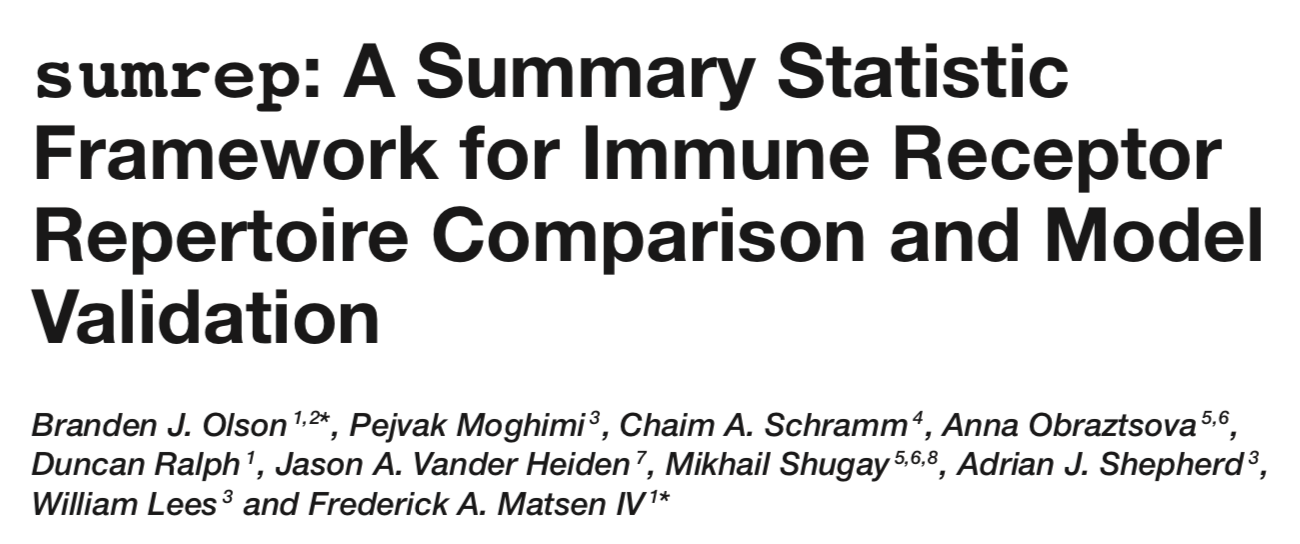 sumrep: A Summary Statistic
Framework for Immune Receptor
Repertoire Comparison and Model
Validation
Branden J. Olson 1,2*, Pejvak Moghimi 3, Chaim A. Schramm 4, Anna Obraztsova 5,6,
Duncan Ralph 1, Jason A. Vander Heiden 7, Mikhail Shugay 5,6,8, Adrian J. Shepherd 3,
William Lees 3 and Frederick A. Matsen IV 1*